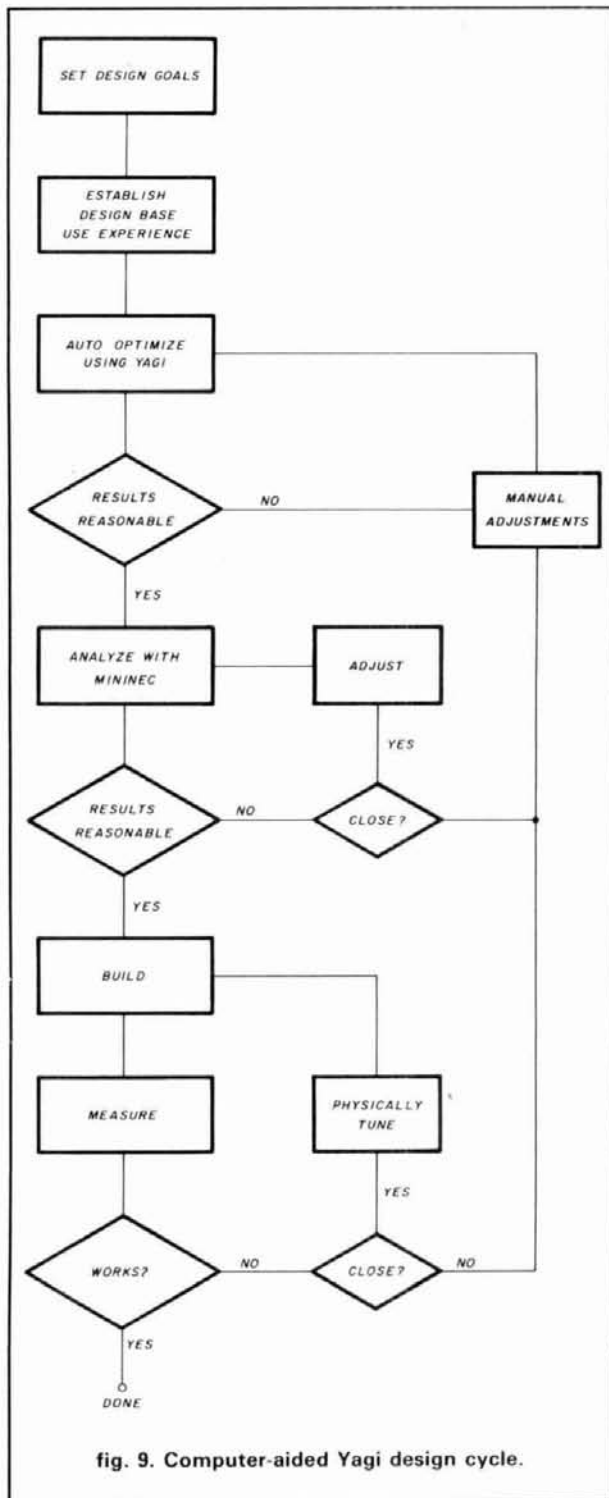 SET DESIGN GOALS
ESTABLISH
DESIGN BASE
USE EXPERIENCE
AUTO OPTIMIZE
USING YAGI
RESULTS
REASONABLE
NO
MANUAL
ADJUSTMENTS
YES
ANALYZE WITH
MININEC
ADJUST
YES
RESULTS
REASONABLE
NO
CLOSE?
YES
BUILD
MEASURE
PHYSICALLY
TUNE
YES
WORKS?
NO
CLOSE?
NO
YES
DONE
fig. 9. Computer-aided Yagi design cycle.